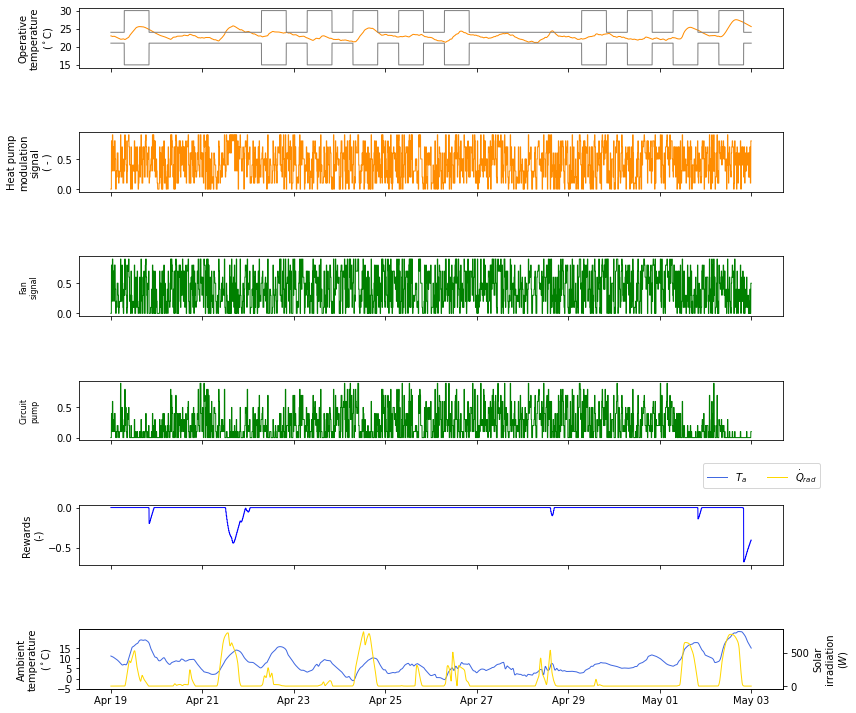 Operative
temperature
(°C)
30
25
20
15
Heat pump
modulation
signal
( - )
0.5
0.0
Fan
signal
0.5
0.0
Circuit
pump
0.5
0.0
T_a
Q̇_rad
Rewards
(-)
0.0
−0.5
Ambient
temperature
(°C)
15
10
5
0
−5
500
0
Solar
irradiation
(W)
Apr 19 Apr 21 Apr 23 Apr 25 Apr 27 Apr 29 May 01 May 03